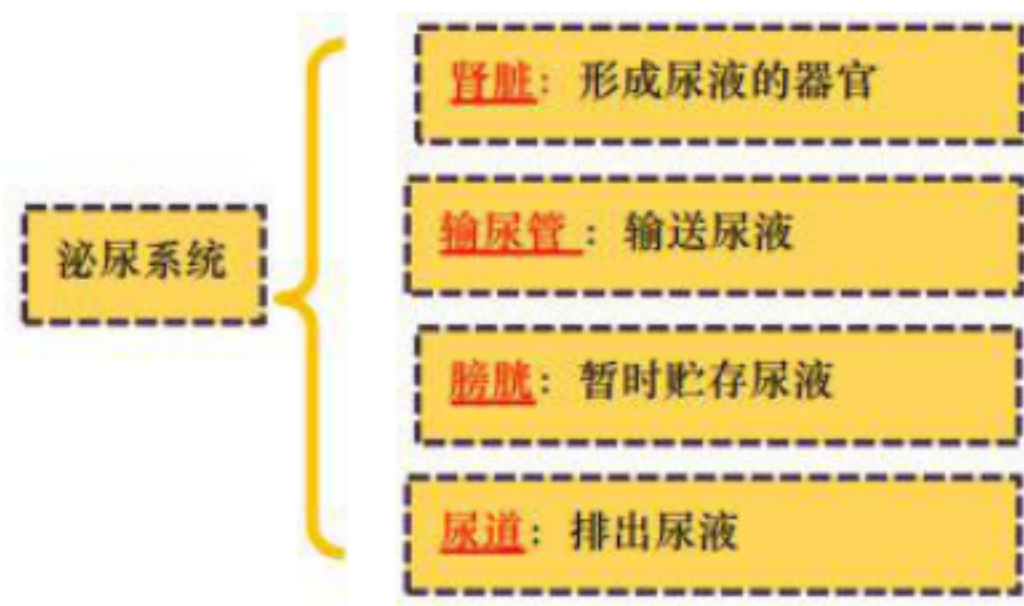 泌尿系统
肾脏：形成尿液的器官
输尿管：输送尿液
膀胱：暂时贮存尿液
尿道：排出尿液